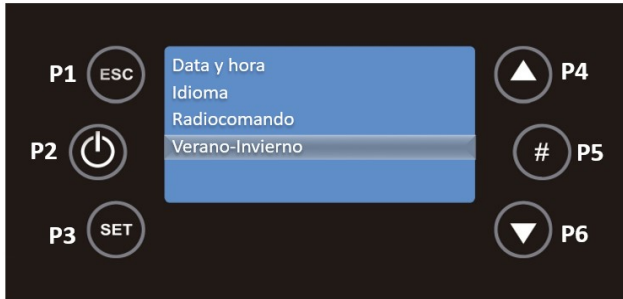 P1 ESC
P2
P3 SET
Data y hora
Idioma
Radiocomando
Verano-Invierno
P4
# P5
P6